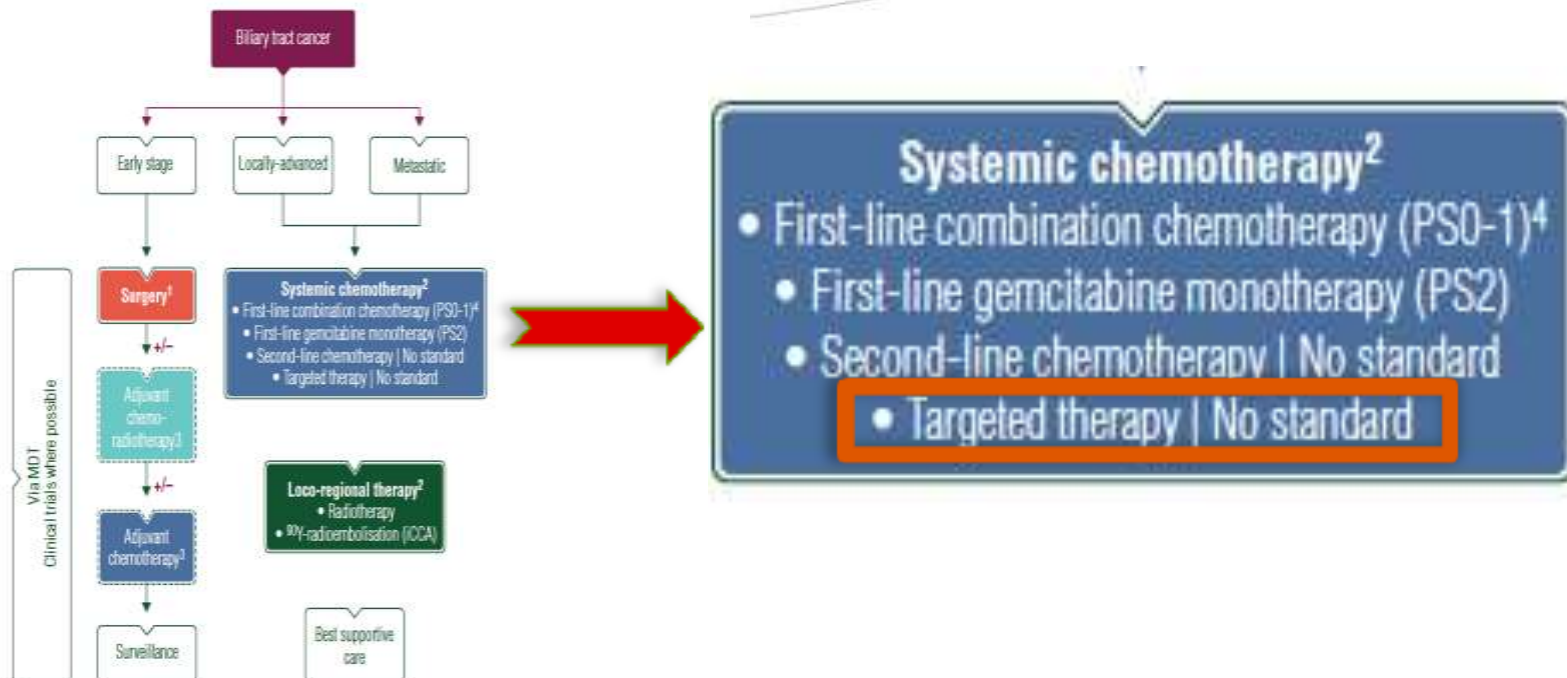 Biliary tract cancer
Early stage
Locally-advanced
Metastatic
Surgery¹
+/-
Adjuvant
chemo-
radiotherapy³
+/-
Adjuvant
chemotherapy³
Surveillance
Via MDT
Clinical trials where possible
Systemic chemotherapy²
• First-line combination chemotherapy (PS0-1)⁴
• First-line gemcitabine monotherapy (PS2)
• Second-line chemotherapy | No standard
• Targeted therapy | No standard
Loco-regional therapy²
• Radiotherapy
• ⁹⁰Y-radioembolisation (iCCA)
Best supportive
care
Systemic chemotherapy²
• First-line combination chemotherapy (PS0-1)⁴
• First-line gemcitabine monotherapy (PS2)
• Second-line chemotherapy | No standard
• Targeted therapy | No standard